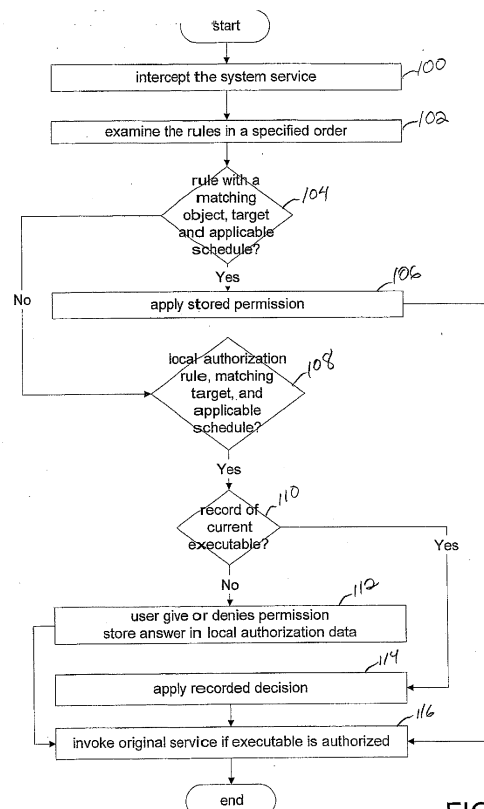 start
intercept the system service
100
examine the rules in a specified order
102
rule with a
matching
object, target
and applicable
schedule?
104
Yes
No
106
apply stored permission
local authorization
rule, matching
target, and
applicable
schedule?
108
Yes
record of
current
executable?
110
Yes
No
112
user give or denies permission
store answer in local authorization data
114
apply recorded decision
116
invoke original service if executable is authorized
end